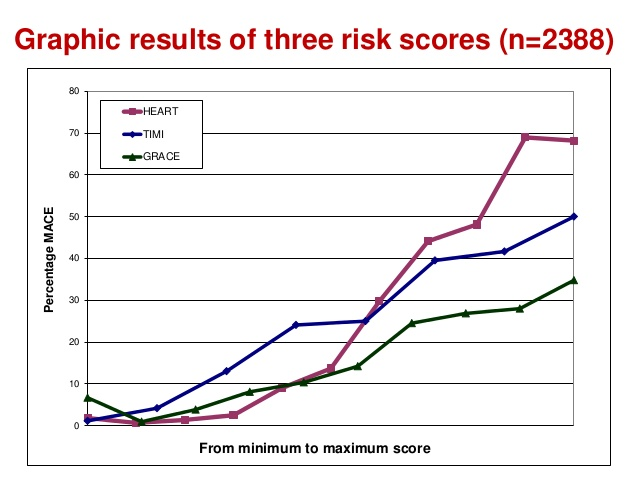 Graphic results of three risk scores (n=2388)
80
70
60
50
40
30
20
10
0
Percentage MACE
HEART
TIMI
GRACE
From minimum to maximum score